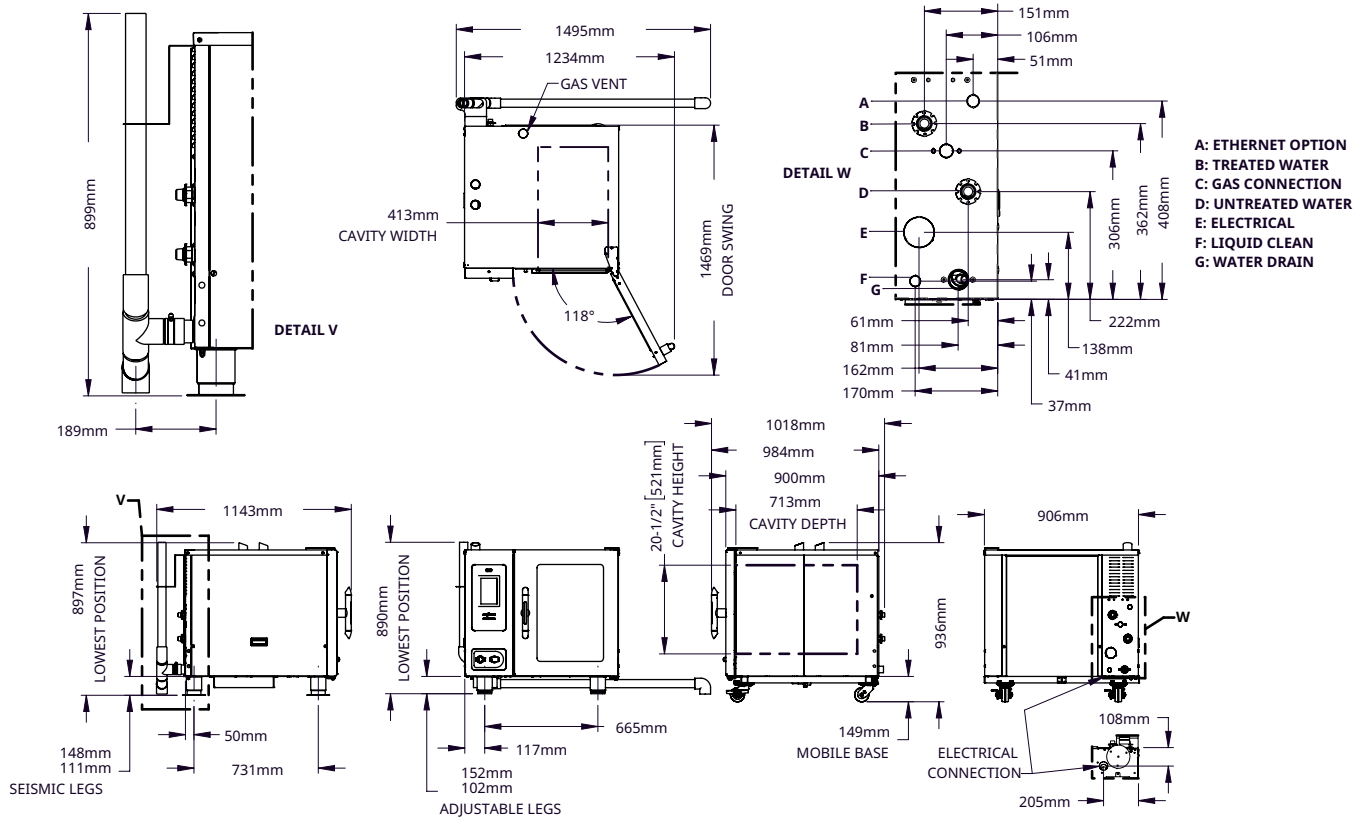 899mm
189mm
DETAIL V
1495mm
1234mm
GAS VENT
413mm
CAVITY WIDTH
118°
1469mm
DOOR SWING
151mm
106mm
51mm
A
B
C
D
E
F
G
DETAIL W
306mm
362mm
408mm
61mm
81mm
162mm
170mm
222mm
138mm
41mm
37mm
A: ETHERNET OPTION
B: TREATED WATER
C: GAS CONNECTION
D: UNTREATED WATER
E: ELECTRICAL
F: LIQUID CLEAN
G: WATER DRAIN
V
1143mm
897mm
LOWEST POSITION
50mm
148mm
111mm
731mm
SEISMIC LEGS
890mm
LOWEST POSITION
665mm
117mm
152mm
102mm
ADJUSTABLE LEGS
1018mm
984mm
900mm
713mm
CAVITY DEPTH
20-1/2" [521mm]
CAVITY HEIGHT
936mm
149mm
MOBILE BASE
906mm
W
ELECTRICAL
CONNECTION
108mm
205mm